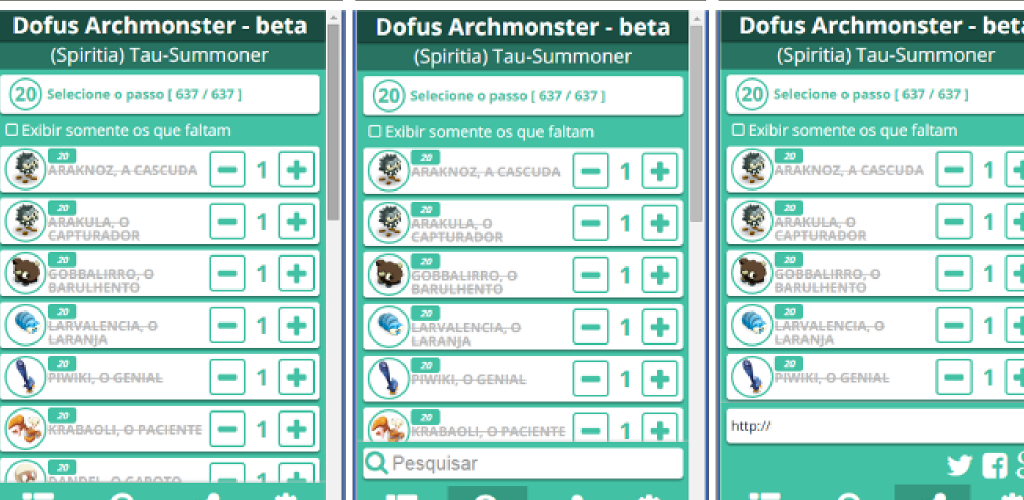 Dofus Archmonster - beta
(Spiritia) Tau-Summoner
20 Selecione o passo [ 637 / 637 ]
Exibir somente os que faltam
20
ARAKNOZ, A CASCUDA
1
20
ARAKULA, O
CAPTURADOR
1
20
GOBBALIRRO, O
BARULHENTO
1
20
LARVALENCIA, O
LARANJA
1
20
PIWIKI, O GENIAL
1
20
KRABAOLI, O PACIENTE
1
20
DANDEL, O GAROTO
Dofus Archmonster - beta
(Spiritia) Tau-Summoner
20 Selecione o passo [ 637 / 637 ]
Exibir somente os que faltam
20
ARAKNOZ, A CASCUDA
1
20
ARAKULA, O
CAPTURADOR
1
20
GOBBALIRRO, O
BARULHENTO
1
20
LARVALENCIA, O
LARANJA
1
20
PIWIKI, O GENIAL
1
20
KRABAOLI, O PACIENTE
1
Pesquisar
Dofus Archmonster - beta
(Spiritia) Tau-Summoner
20 Selecione o passo [ 637 / 637 ]
Exibir somente os que faltam
20
ARAKNOZ, A CASCUDA
1
20
ARAKULA, O
CAPTURADOR
1
20
GOBBALIRRO, O
BARULHENTO
1
20
LARVALENCIA, O
LARANJA
1
20
PIWIKI, O GENIAL
1
http://